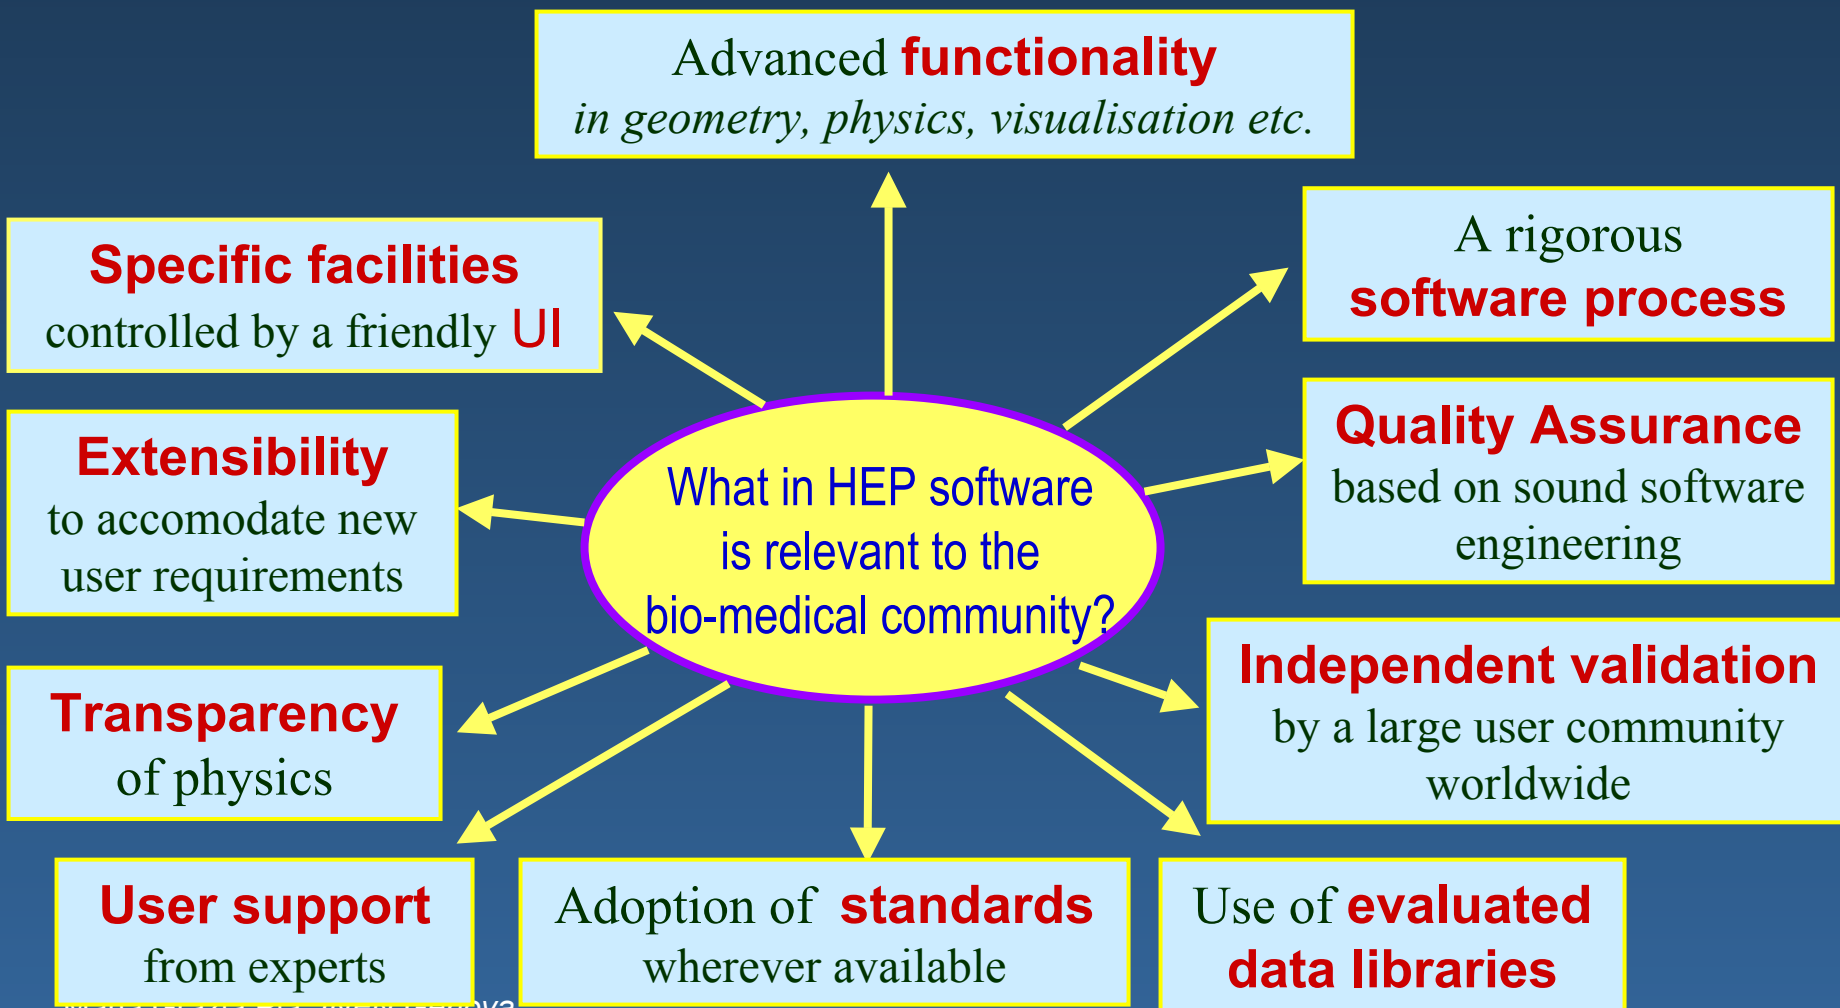 Advanced functionality
in geometry, physics, visualisation etc.
Specific facilities
controlled by a friendly UI
A rigorous
software process
Extensibility
to accomodate new
user requirements
Quality Assurance
based on sound software
engineering
What in HEP software
is relevant to the
bio-medical community?
Transparency
of physics
Independent validation
by a large user community
worldwide
User support
from experts
Adoption of standards
wherever available
Use of evaluated
data libraries